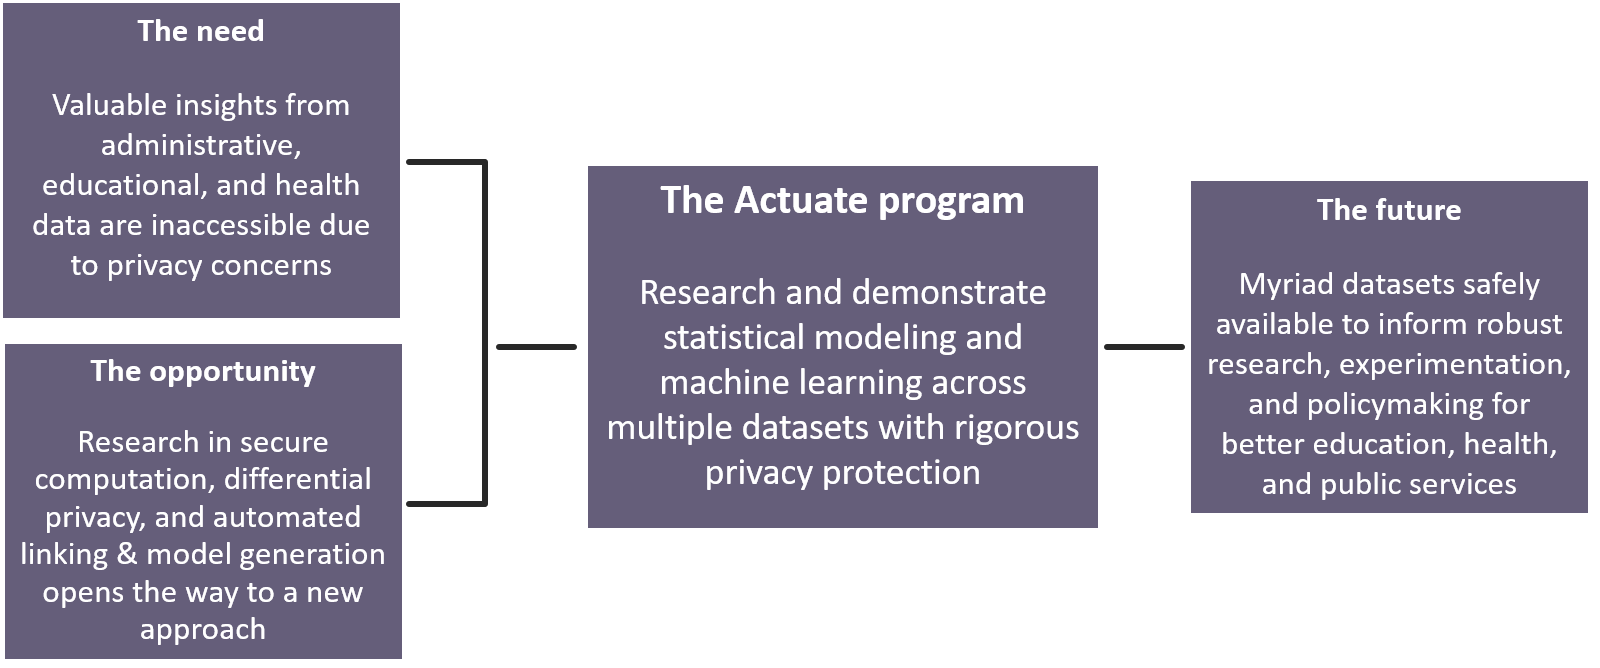 The need
Valuable insights from
administrative,
educational, and health
data are inaccessible due
to privacy concerns
The opportunity
Research in secure
computation, differential
privacy, and automated
linking & model generation
opens the way to a new
approach
The Actuate program
Research and demonstrate
statistical modeling and
machine learning across
multiple datasets with rigorous
privacy protection
The future
Myriad datasets safely
available to inform robust
research, experimentation,
and policymaking for
better education, health,
and public services